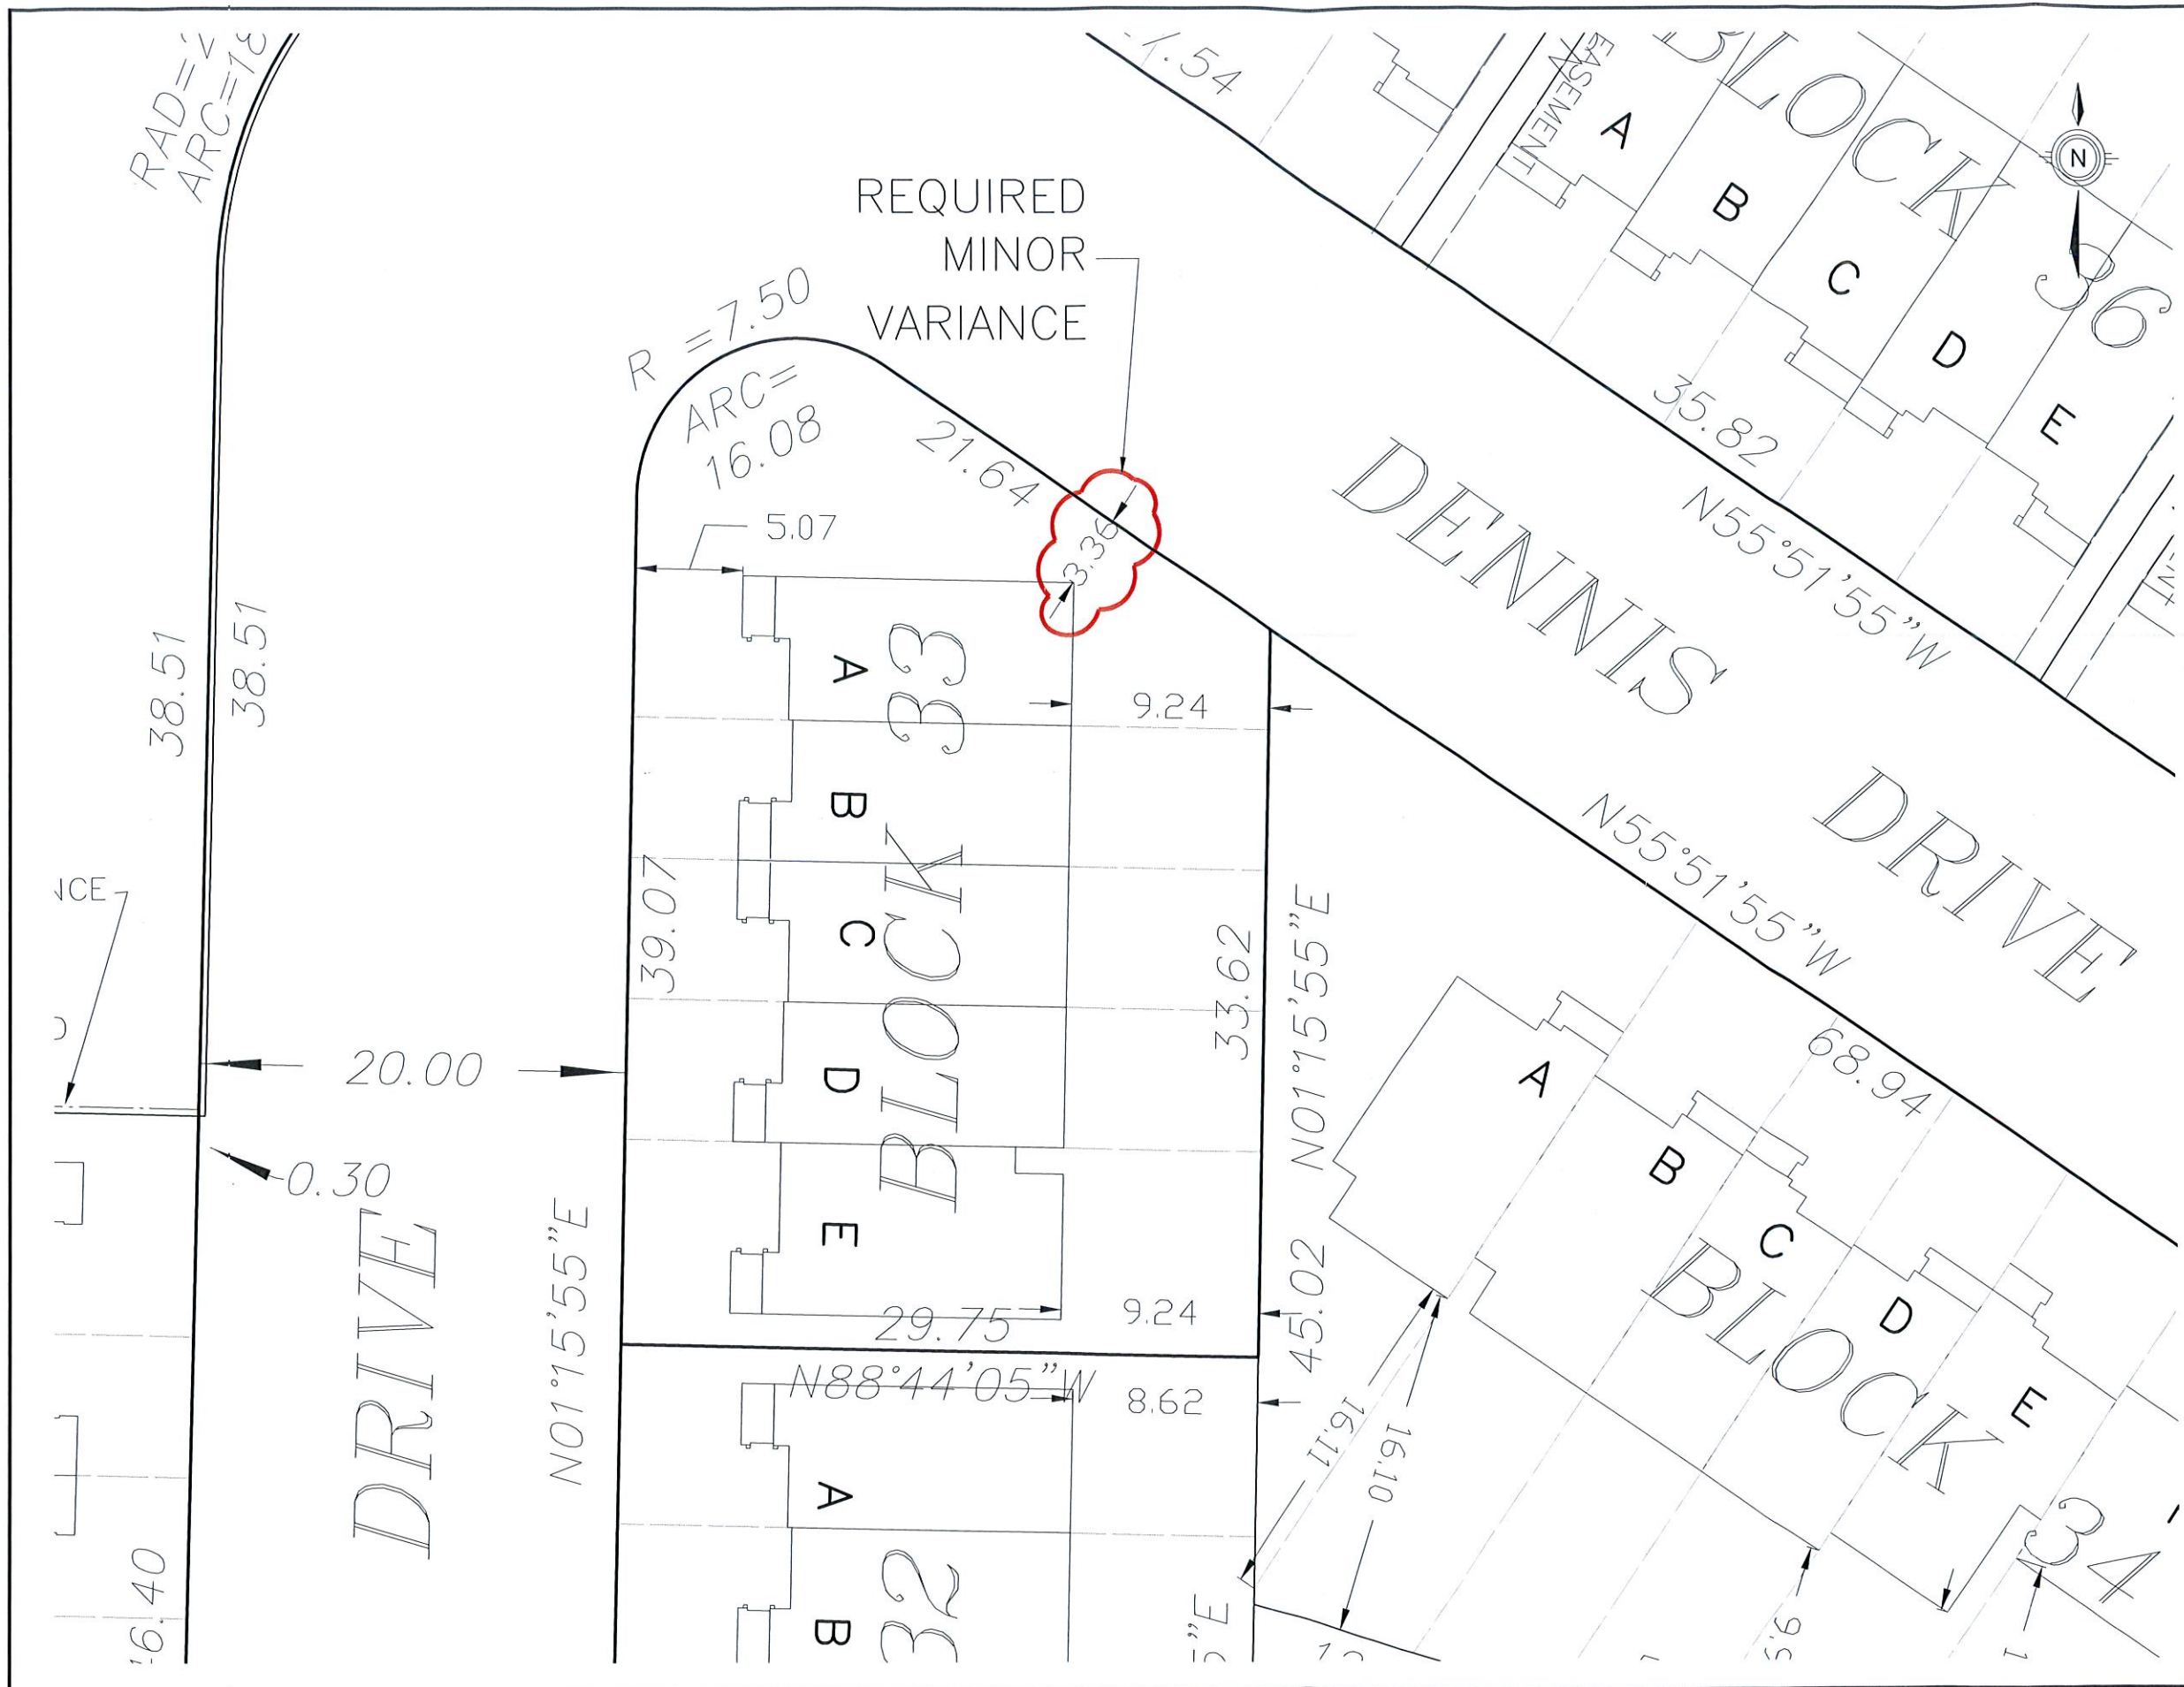 ARC=18
7.54
EASEMENT
BLOCK
36
A
B
C
D
E
N
REQUIRED
MINOR
VARIANCE
R =7.50
ARC=
16.08
21.64
3.36
5.07
35.82
N55°51'55"W
DENNIS
DRIVE
38.51
38.51
33
BLOCK
A
B
C
D
E
9.24
39.07
33.62
N01°15'55"E
N55°51'55"W
68.94
20.00
0.30
DRIVE
N01°15'55"E
29.75
9.24
45.02
N88°44'05"W
8.62
A
B
32
16.11
16.10
A
B
C
D
E
BLOCK
34